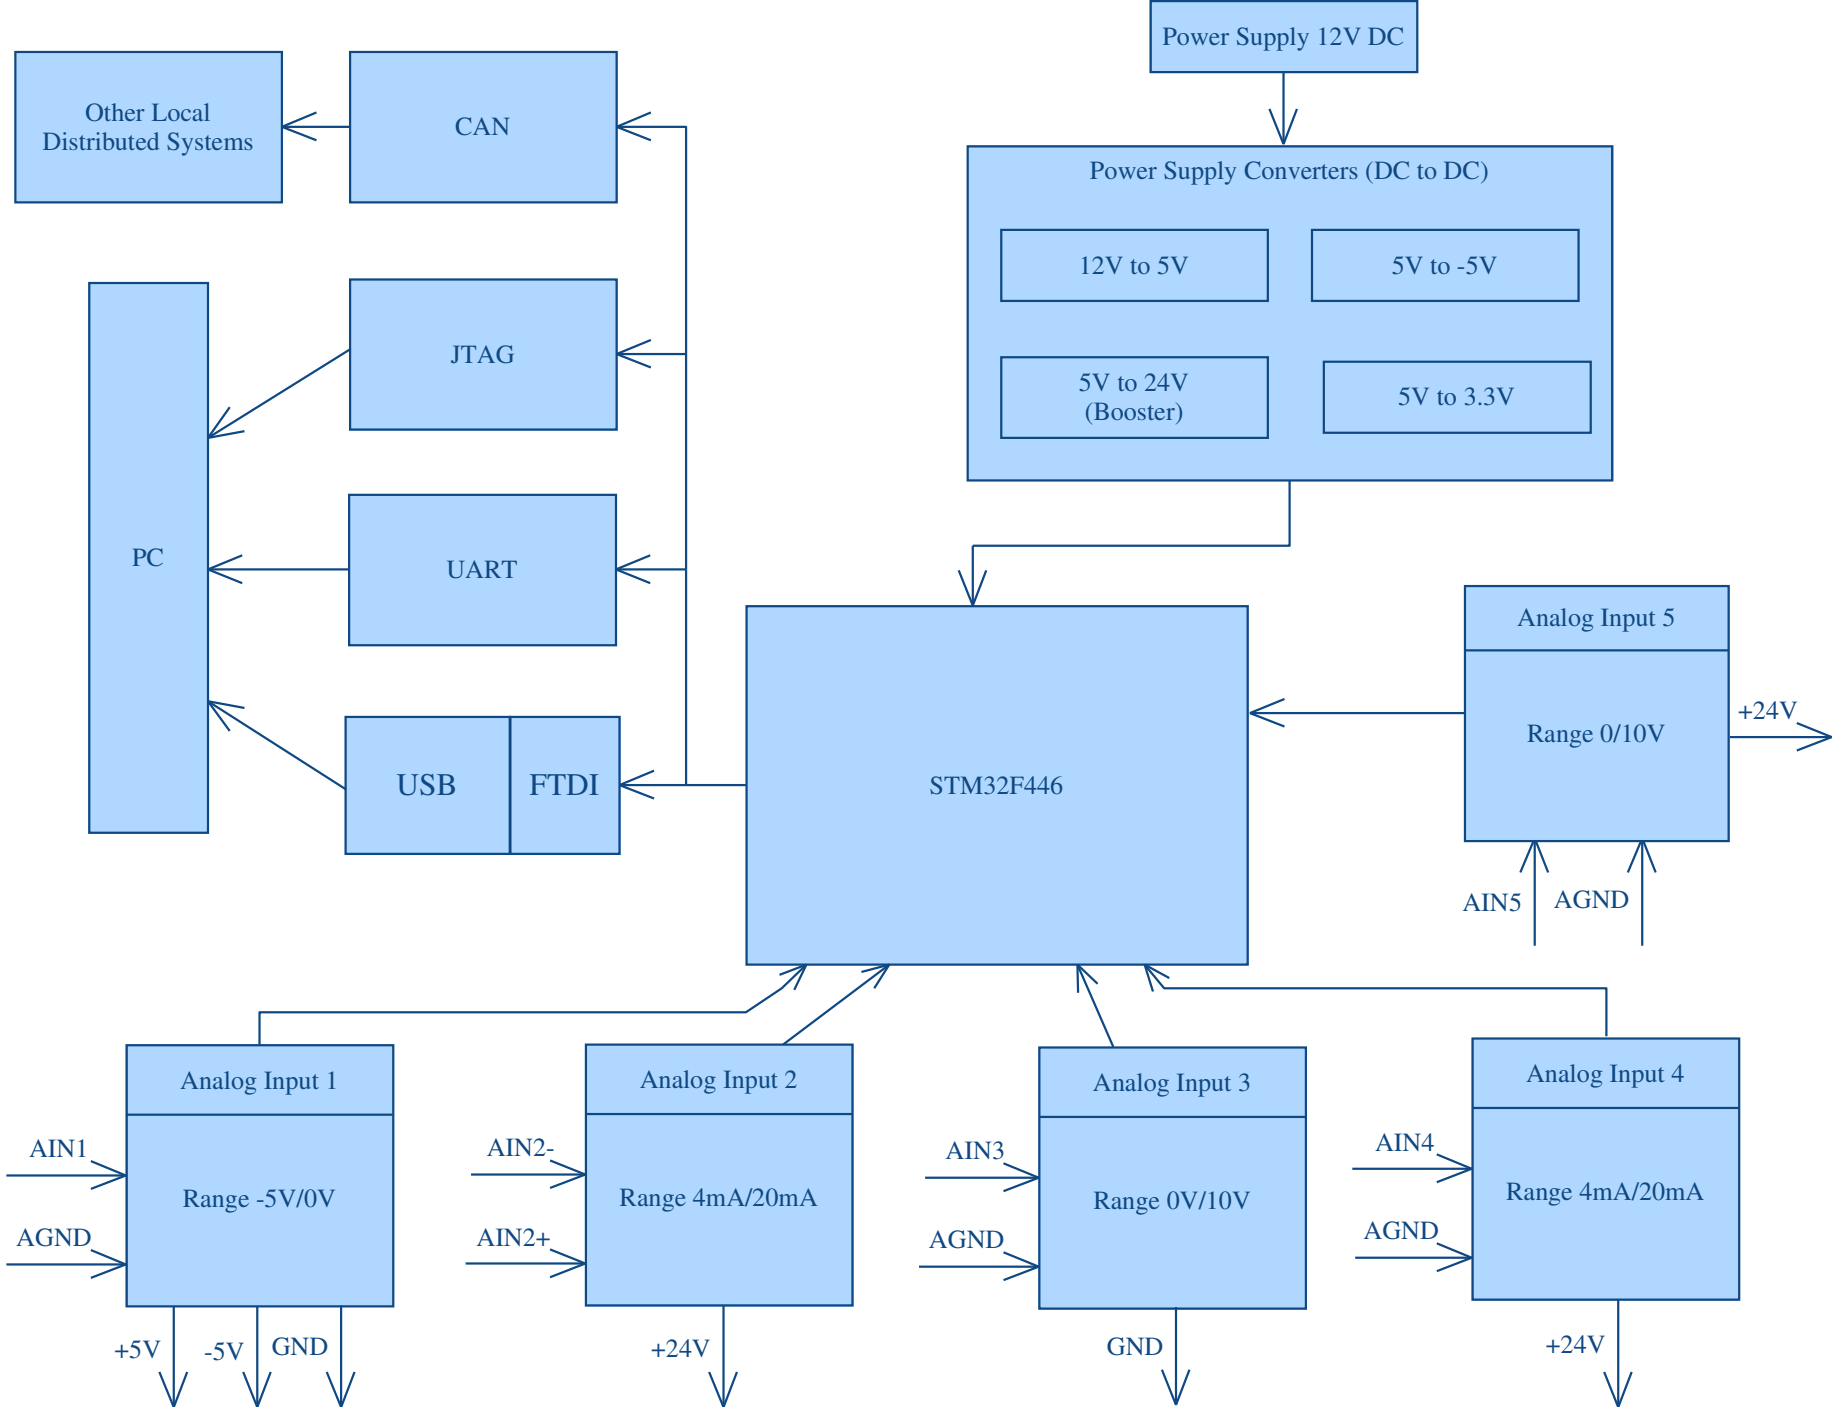 Power Supply 12V DC
Other Local
Distributed Systems
CAN
Power Supply Converters (DC to DC)
12V to 5V
5V to -5V
5V to 24V
(Booster)
5V to 3.3V
JTAG
PC
UART
USB
FTDI
STM32F446
Analog Input 5
Range 0/10V
+24V
AIN5
AGND
Analog Input 1
Range -5V/0V
AIN1
AGND
+5V
-5V
GND
Analog Input 2
Range 4mA/20mA
AIN2-
AIN2+
+24V
Analog Input 3
Range 0V/10V
AIN3
AGND
GND
Analog Input 4
Range 4mA/20mA
AIN4
AGND
+24V